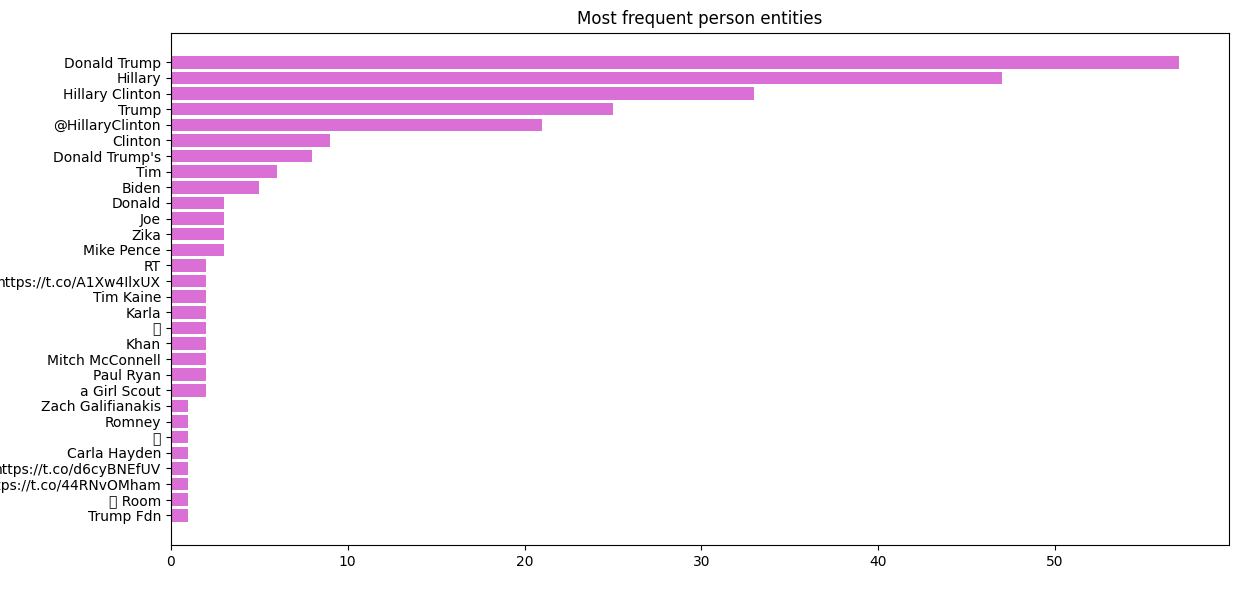 Most frequent person entities
Donald Trump
Hillary
Hillary Clinton
Trump
@HillaryClinton
Clinton
Donald Trump's
Tim
Biden
Donald
Joe
Zika
Mike Pence
RT
https://t.co/A1Xw4IlxUX
Tim Kaine
Karla
Khan
Mitch McConnell
Paul Ryan
a Girl Scout
Zach Galifianakis
Romney
Carla Hayden
https://t.co/d6cyBNEfUV
tps://t.co/44RNvOMham
Room
Trump Fdn
0 10 20 30 40 50